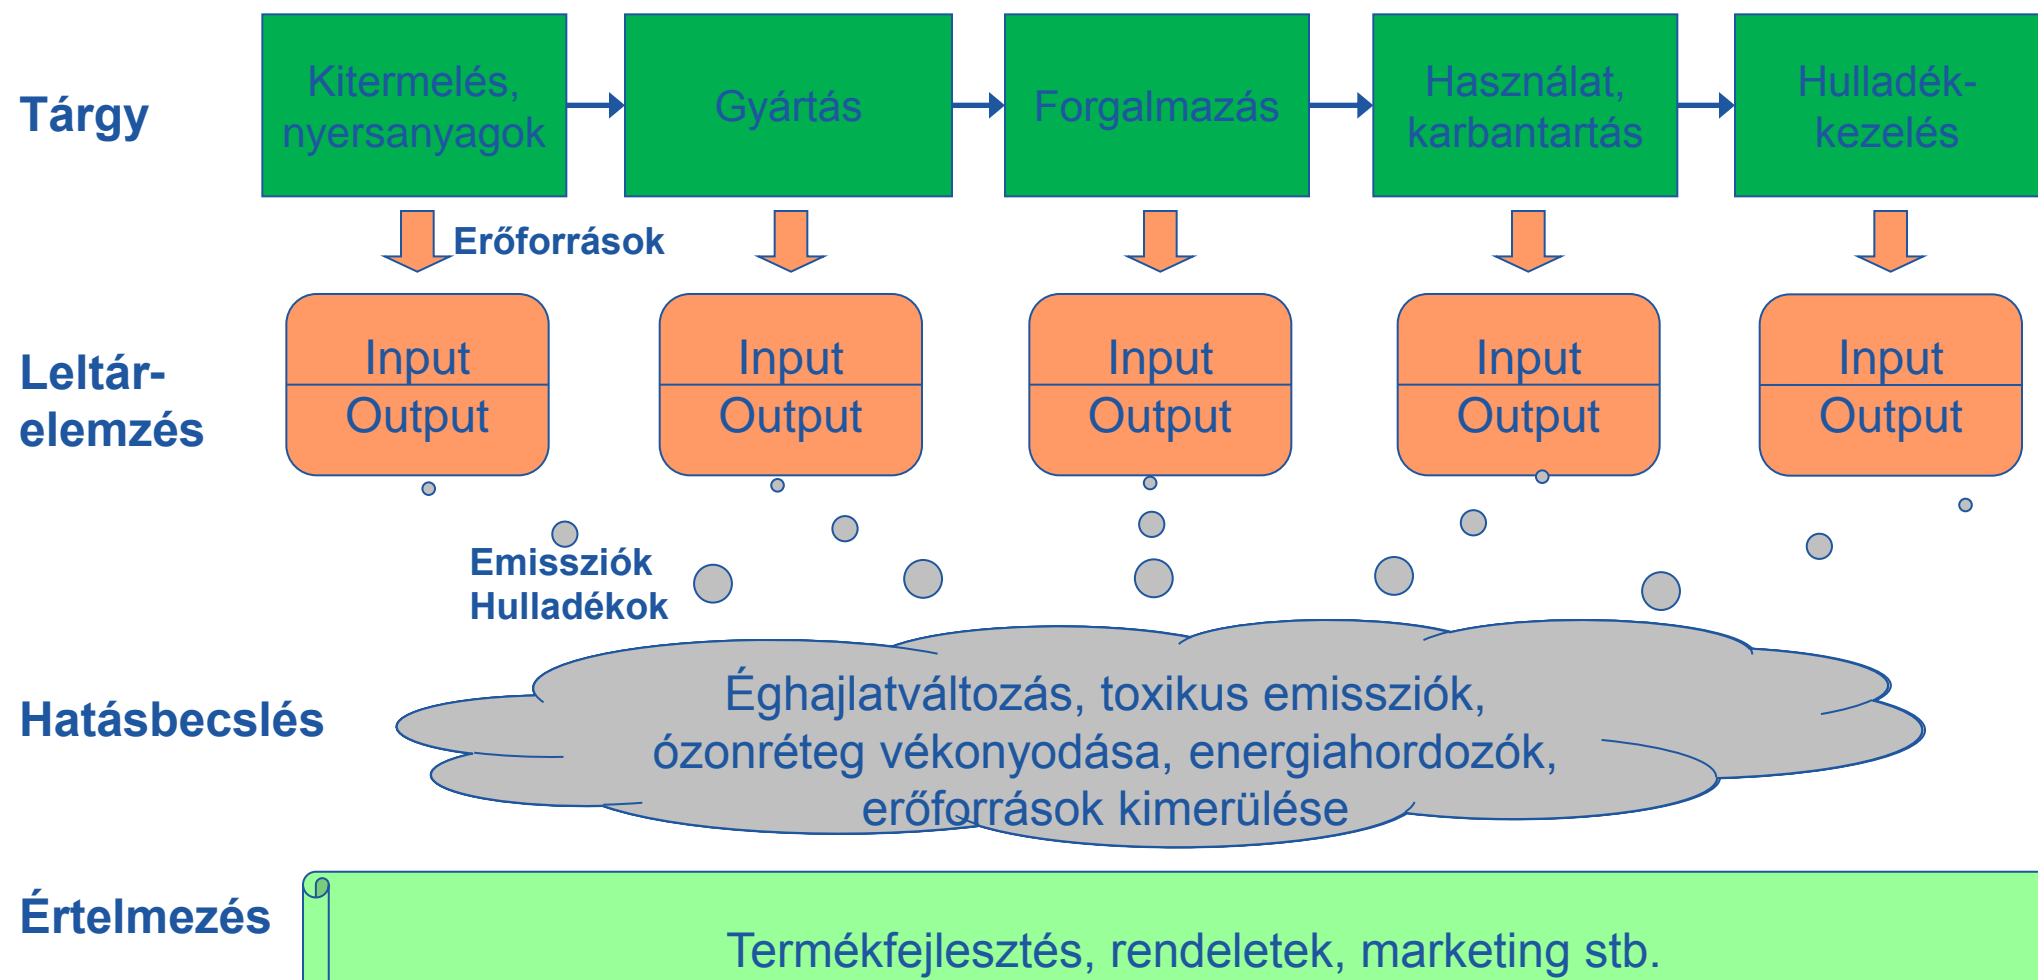 Tárgy
Kitermelés,
nyersanyagok
Gyártás
Forgalmazás
Használat,
karbantartás
Hulladék-
kezelés
Erőforrások
Leltár-
elemzés
Input
Output
Input
Output
Input
Output
Input
Output
Input
Output
Emissziók
Hulladékok
Hatásbecslés
Éghajlatváltozás, toxikus emissziók,
ózonréteg vékonyodása, energiahordozók,
erőforrások kimerülése
Értelmezés
Termékfejlesztés, rendeletek, marketing stb.